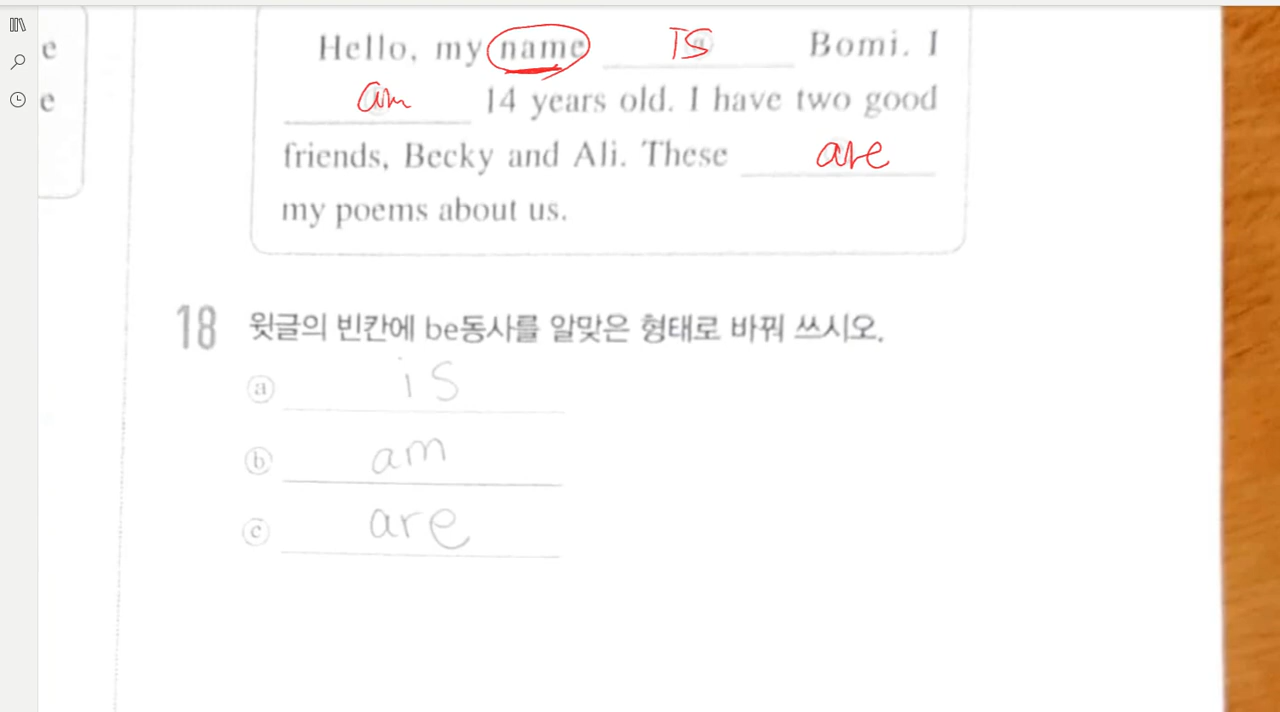 e
e
Hello, my name is Bomi. I
am 14 years old. I have two good
friends, Becky and Ali. These are
my poems about us.
18 윗글의 빈칸에 be동사를 알맞은 형태로 바꿔 쓰시오.
ⓐ is
ⓑ am
ⓒ are